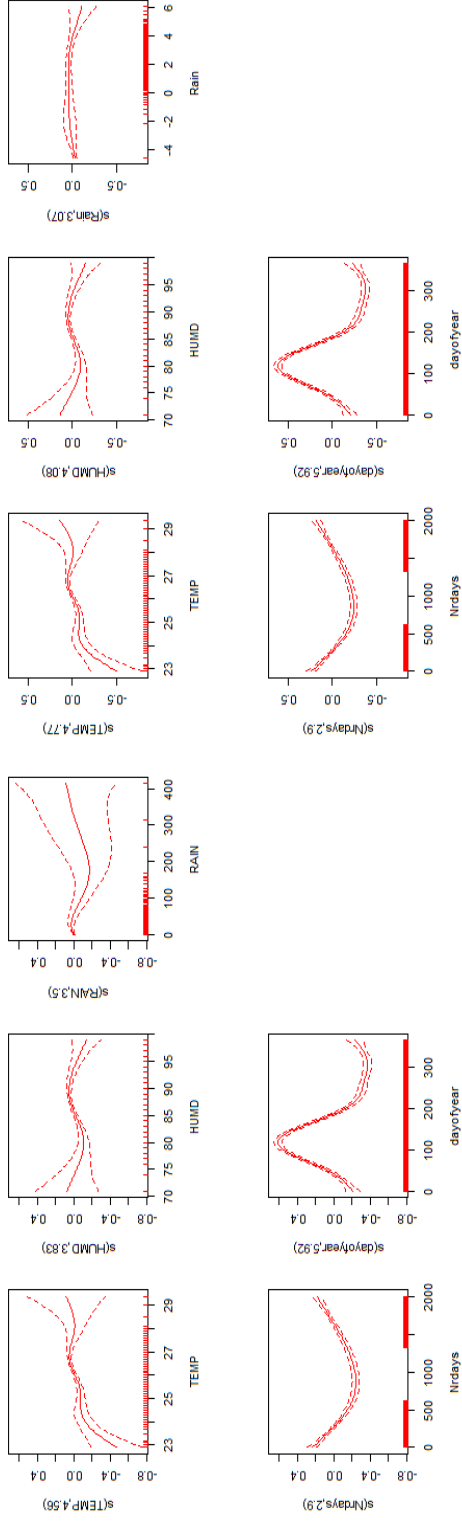 s(TEMP,4.56)
0.4
0.0
-0.4
-0.8
23 25 27 29
TEMP
s(HUMD,3.83)
0.4
0.0
-0.4
-0.8
70 75 80 85 90 95
HUMD
s(RAIN,3.5)
0.4
0.0
-0.4
-0.8
0 100 200 300 400
RAIN
s(TEMP,4.77)
0.5
0.0
-0.5
23 25 27 29
TEMP
s(HUMD,4.08)
0.5
0.0
-0.5
70 75 80 85 90 95
HUMD
s(Rain,3.07)
0.5
0.0
-0.5
-4 -2 0 2 4 6
Rain
s(Nrdays,2.9)
0.4
0.0
-0.4
-0.8
0 500 1000 2000
Nrdays
s(dayofyear,5.92)
0.4
0.0
-0.4
-0.8
0 100 200 300
dayofyear
s(Nrdays,2.9)
0.5
0.0
-0.5
0 500 1000 2000
Nrdays
s(dayofyear,5.92)
0.5
0.0
-0.5
0 100 200 300
dayofyear